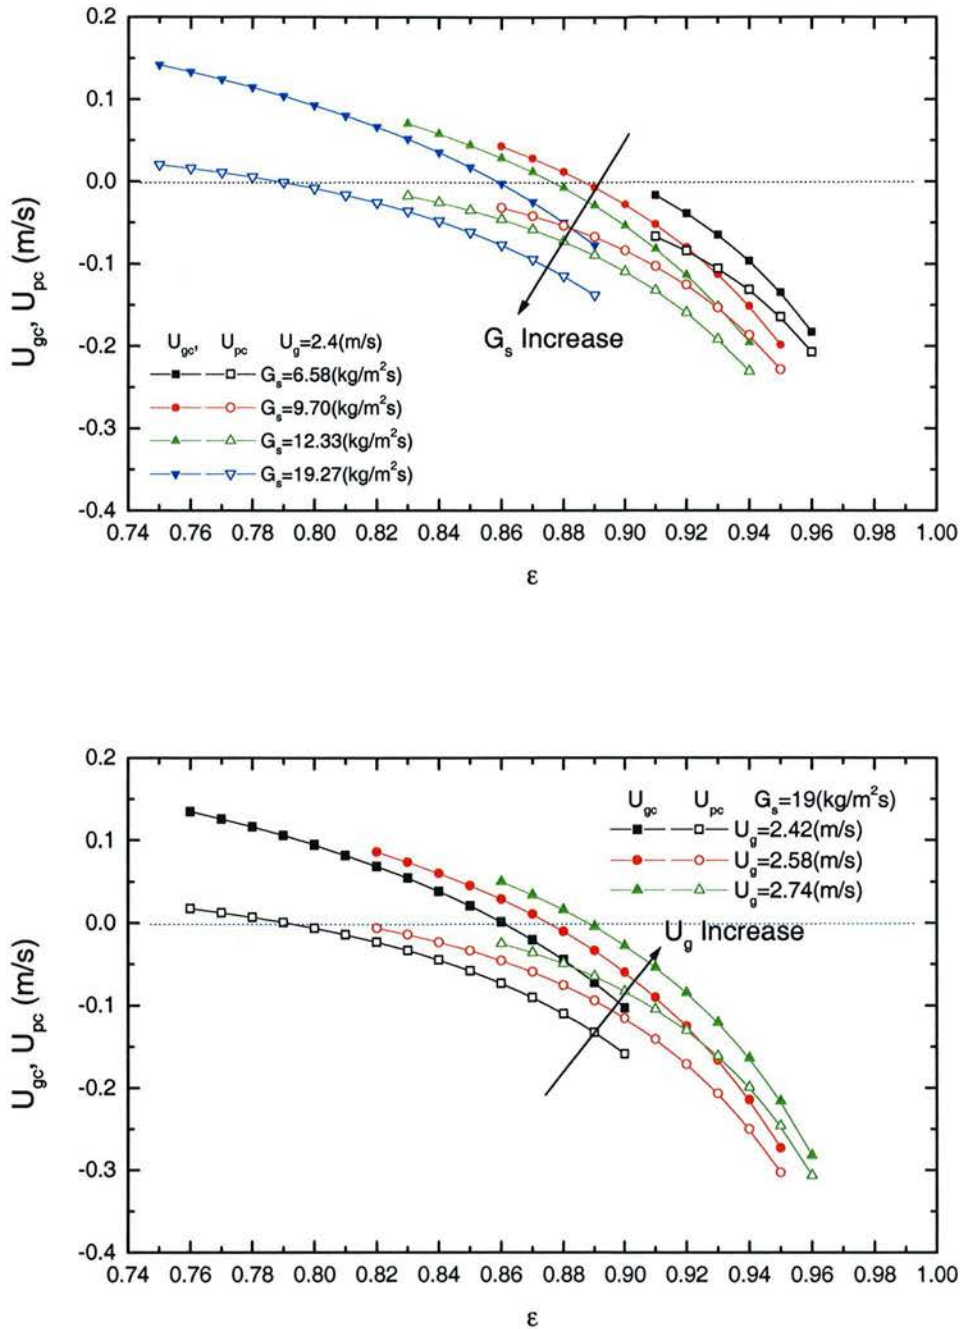 0.2
0.1
0.0
-0.1
-0.2
-0.3
-0.4
U_gc, U_pc (m/s)
G_s Increase
U_gc, U_pc U_g=2.4(m/s)
G_s=6.58(kg/m²s)
G_s=9.70(kg/m²s)
G_s=12.33(kg/m²s)
G_s=19.27(kg/m²s)
0.74 0.76 0.78 0.80 0.82 0.84 0.86 0.88 0.90 0.92 0.94 0.96 0.98 1.00
ε
0.2
0.1
0.0
-0.1
-0.2
-0.3
-0.4
U_gc, U_pc (m/s)
U_gc U_pc G_s=19(kg/m²s)
U_g=2.42(m/s)
U_g=2.58(m/s)
U_g=2.74(m/s)
U_g Increase
0.74 0.76 0.78 0.80 0.82 0.84 0.86 0.88 0.90 0.92 0.94 0.96 0.98 1.00
ε